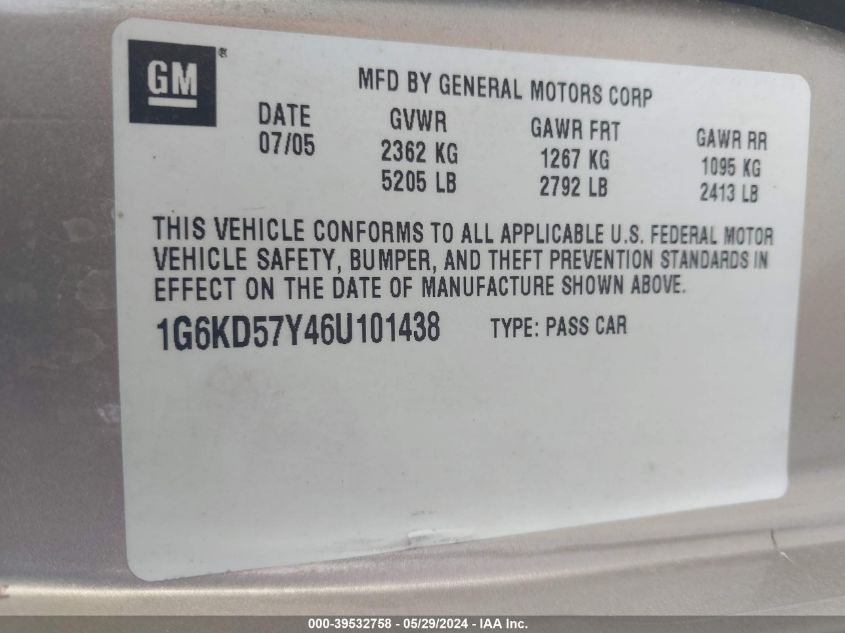 GM®
MFD BY GENERAL MOTORS CORP
DATE GVWR GAWR FRT GAWR RR
07/05 2362 KG 1267 KG 1095 KG
5205 LB 2792 LB 2413 LB
THIS VEHICLE CONFORMS TO ALL APPLICABLE U.S. FEDERAL MOTOR
VEHICLE SAFETY, BUMPER, AND THEFT PREVENTION STANDARDS IN
EFFECT ON THE DATE OF MANUFACTURE SHOWN ABOVE.
1G6KD57Y46U101438 TYPE: PASS CAR
000-39532758 - 05/29/2024 - IAA Inc.